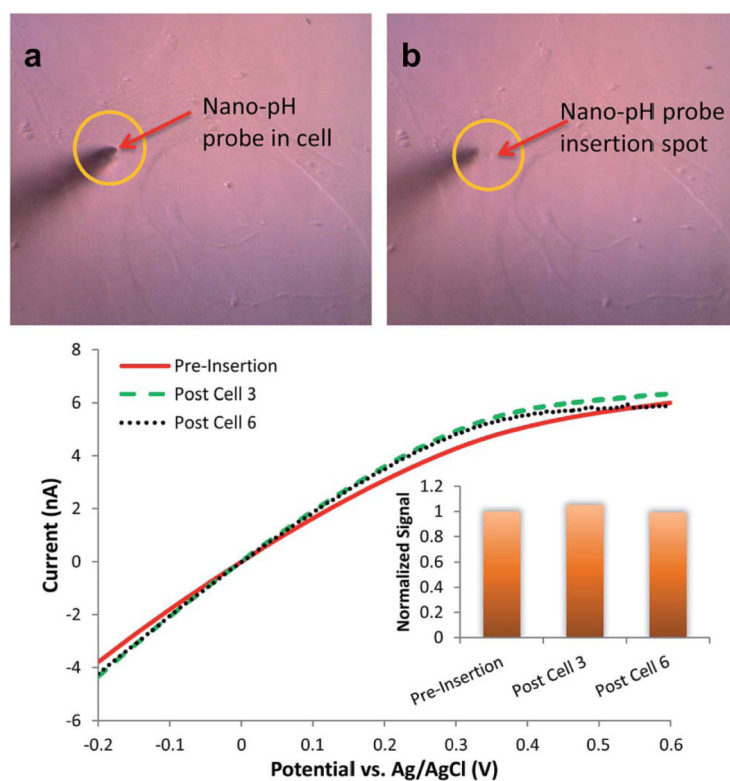 a
Nano-pH
probe in cell
b
Nano-pH probe
insertion spot
8
6
4
2
0
-2
-4
-6
Current (nA)
Pre-Insertion
Post Cell 3
Post Cell 6
1.2
1
0.8
0.6
0.4
0.2
0
Normalized Signal
Pre-Insertion
Post Cell 3
Post Cell 6
-0.2 -0.1 0 0.1 0.2 0.3 0.4 0.5 0.6
Potential vs. Ag/AgCl (V)